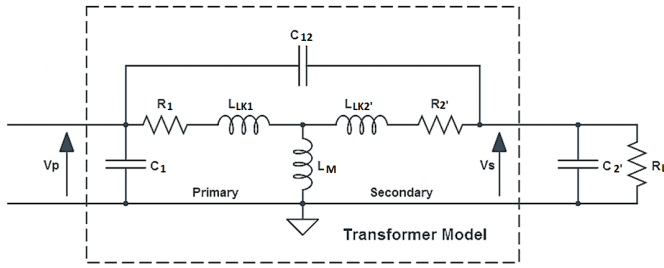 C12
R1
LLK1
LLK2'
R2'
Vp
C1
LM
Vs
C2'
RL
Primary
Secondary
Transformer Model